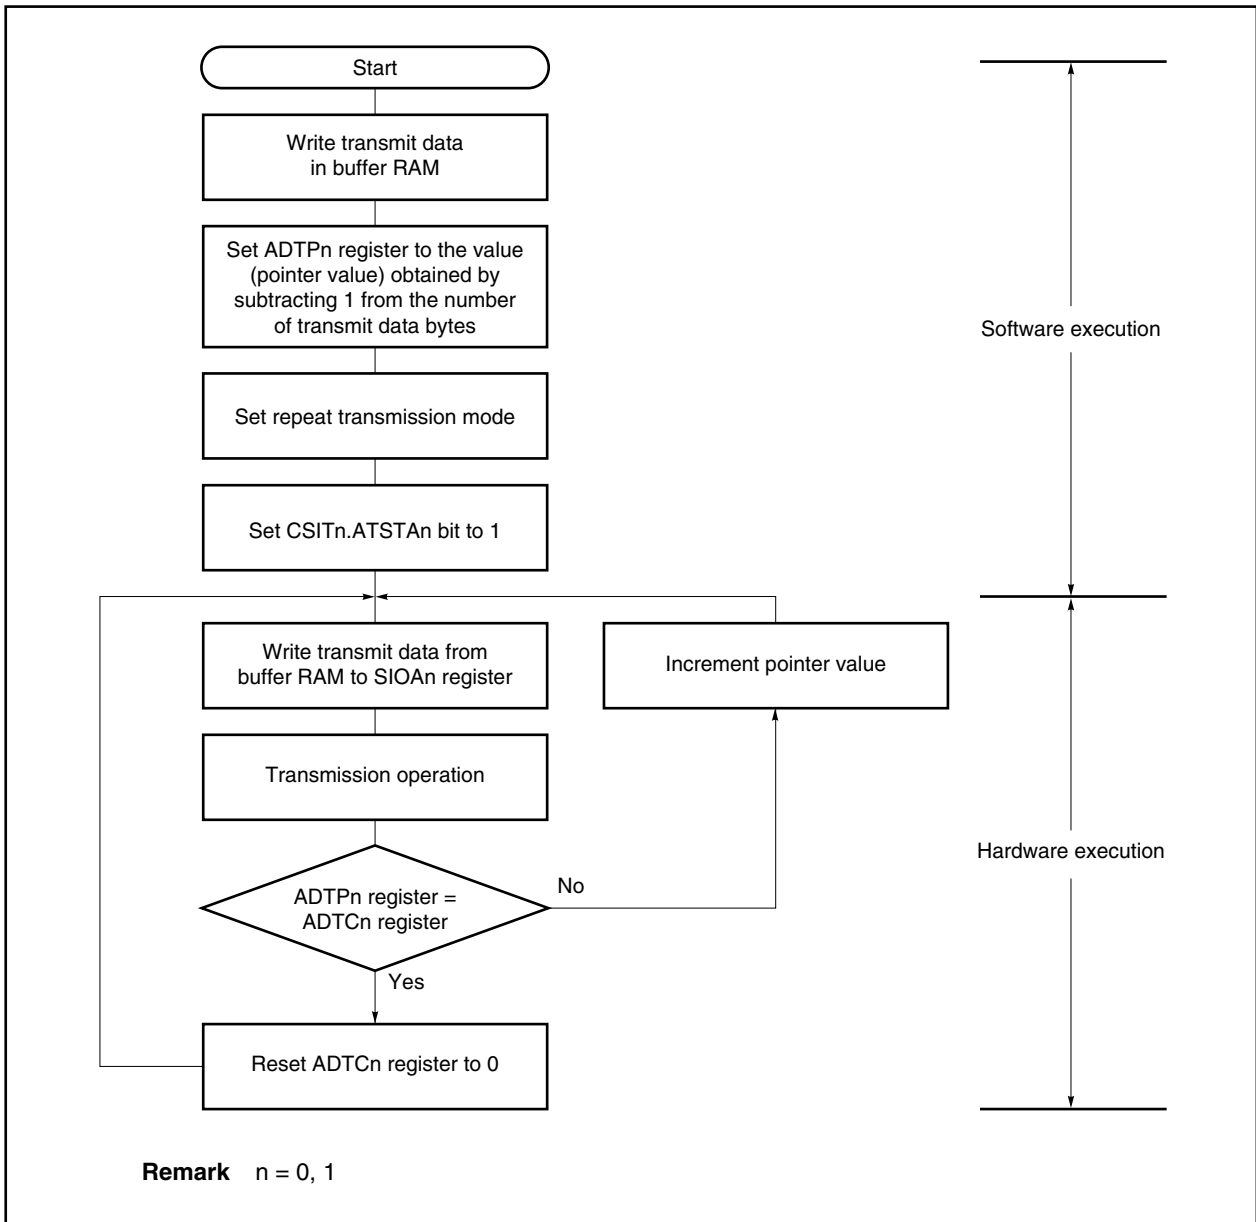 Start
Write transmit data
in buffer RAM
Set ADTPn register to the value
(pointer value) obtained by
subtracting 1 from the number
of transmit data bytes
Software execution
Set repeat transmission mode
Set CSITn.ATSTAn bit to 1
Write transmit data from
buffer RAM to SIOAn register
Increment pointer value
Transmission operation
Hardware execution
ADTPn register =
ADTCn register
No
Yes
Reset ADTCn register to 0
Remark n = 0, 1